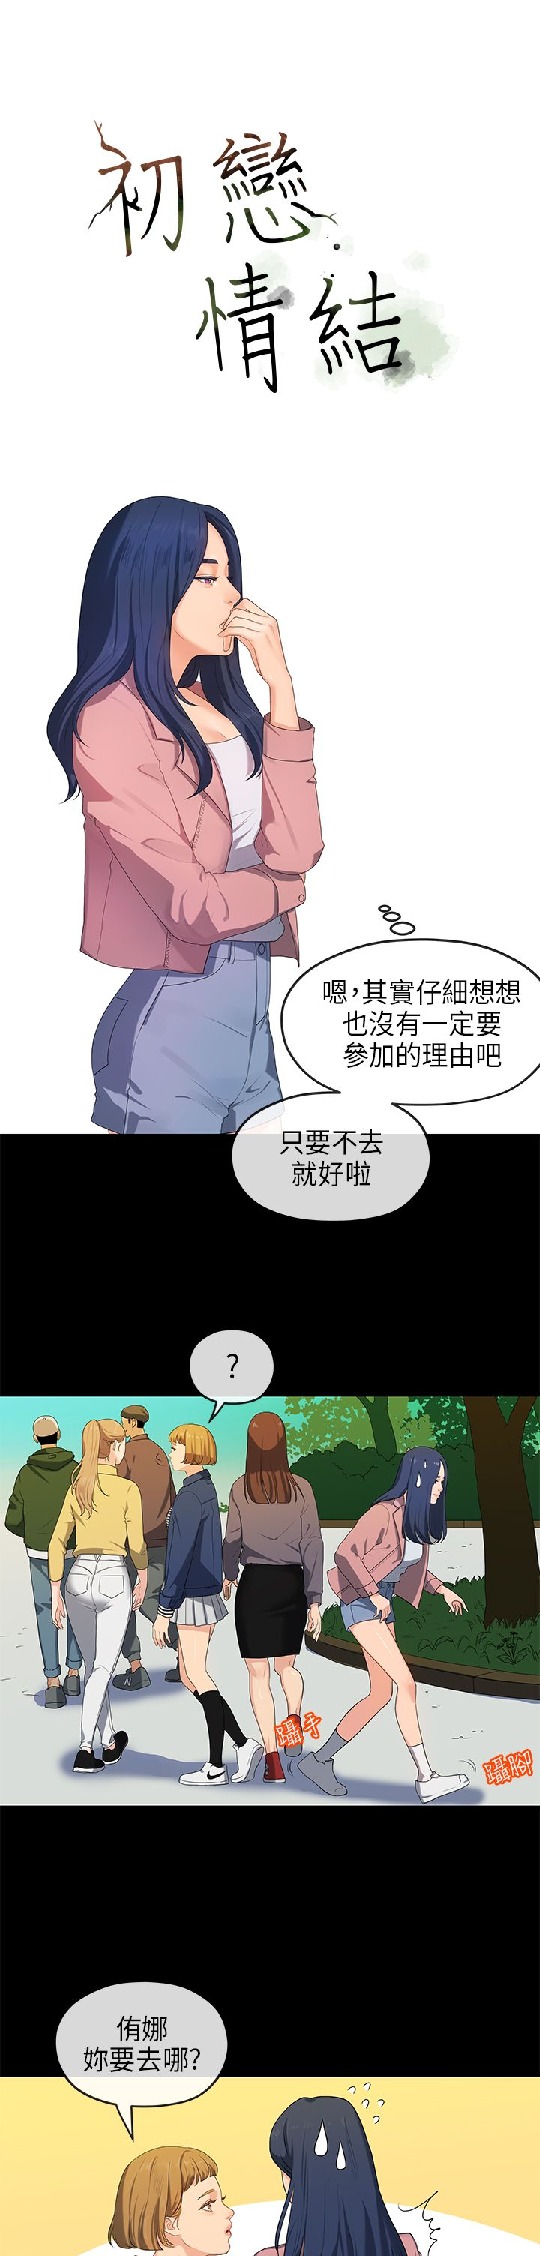 初戀
情結
嗯，其實仔細想想
也沒有一定要
參加的理由吧
只要不去
就好啦
?
躡手
躡腳
侑娜
妳要去哪?